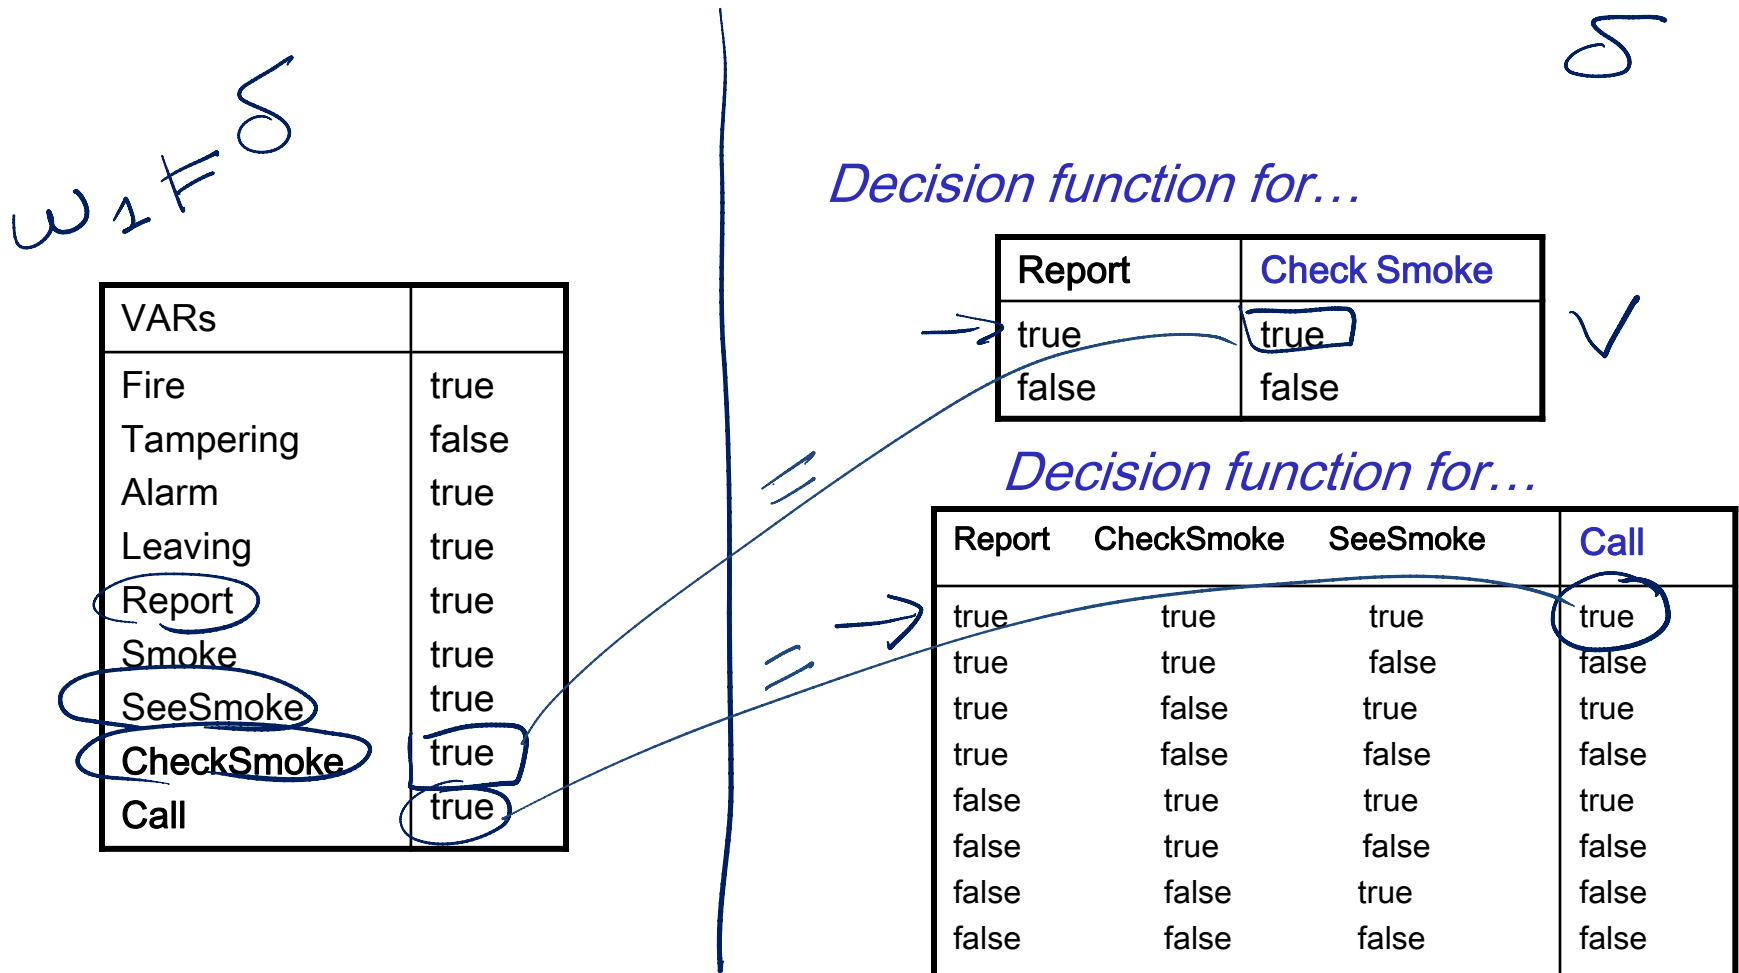 w₁ ⊨ δ
VARs
Fire true
Tampering false
Alarm true
Leaving true
Report true
Smoke true
SeeSmoke true
CheckSmoke true
Call true
δ
Decision function for…
Report Check Smoke
true true ✓
false false
=
Decision function for…
Report CheckSmoke SeeSmoke Call
= true true true true
true true false false
true false true true
true false false false
false true true true
false true false false
false false true false
false false false false